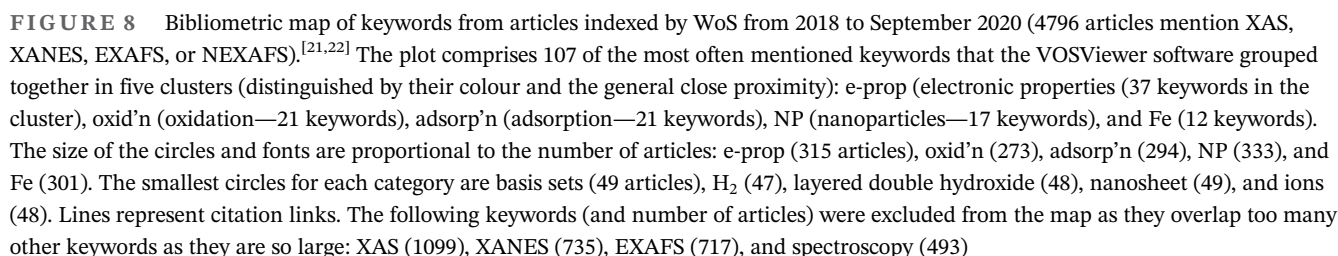 FIGURE 8 Bibliometric map of keywords from articles indexed by WoS from 2018 to September 2020 (4796 articles mention XAS,
XANES, EXAFS, or NEXAFS).[21,22] The plot comprises 107 of the most often mentioned keywords that the VOSViewer software grouped
together in five clusters (distinguished by their colour and the general close proximity): e-prop (electronic properties (37 keywords in the
cluster), oxid'n (oxidation—21 keywords), adsorp'n (adsorption—21 keywords), NP (nanoparticles—17 keywords), and Fe (12 keywords).
The size of the circles and fonts are proportional to the number of articles: e-prop (315 articles), oxid'n (273), adsorp'n (294), NP (333), and
Fe (301). The smallest circles for each category are basis sets (49 articles), H₂ (47), layered double hydroxide (48), nanosheet (49), and ions
(48). Lines represent citation links. The following keywords (and number of articles) were excluded from the map as they overlap too many
other keywords as they are so large: XAS (1099), XANES (735), EXAFS (717), and spectroscopy (493)